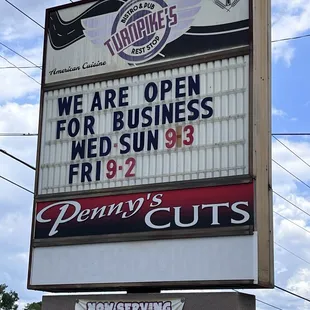 BISTRO & PUB
TURNPIKE'S
REST STOP
American Cuisine
WE ARE OPEN
FOR BUSINESS
WED SUN 9-3
FRI 9-2
Penny's CUTS
NOW SERVING